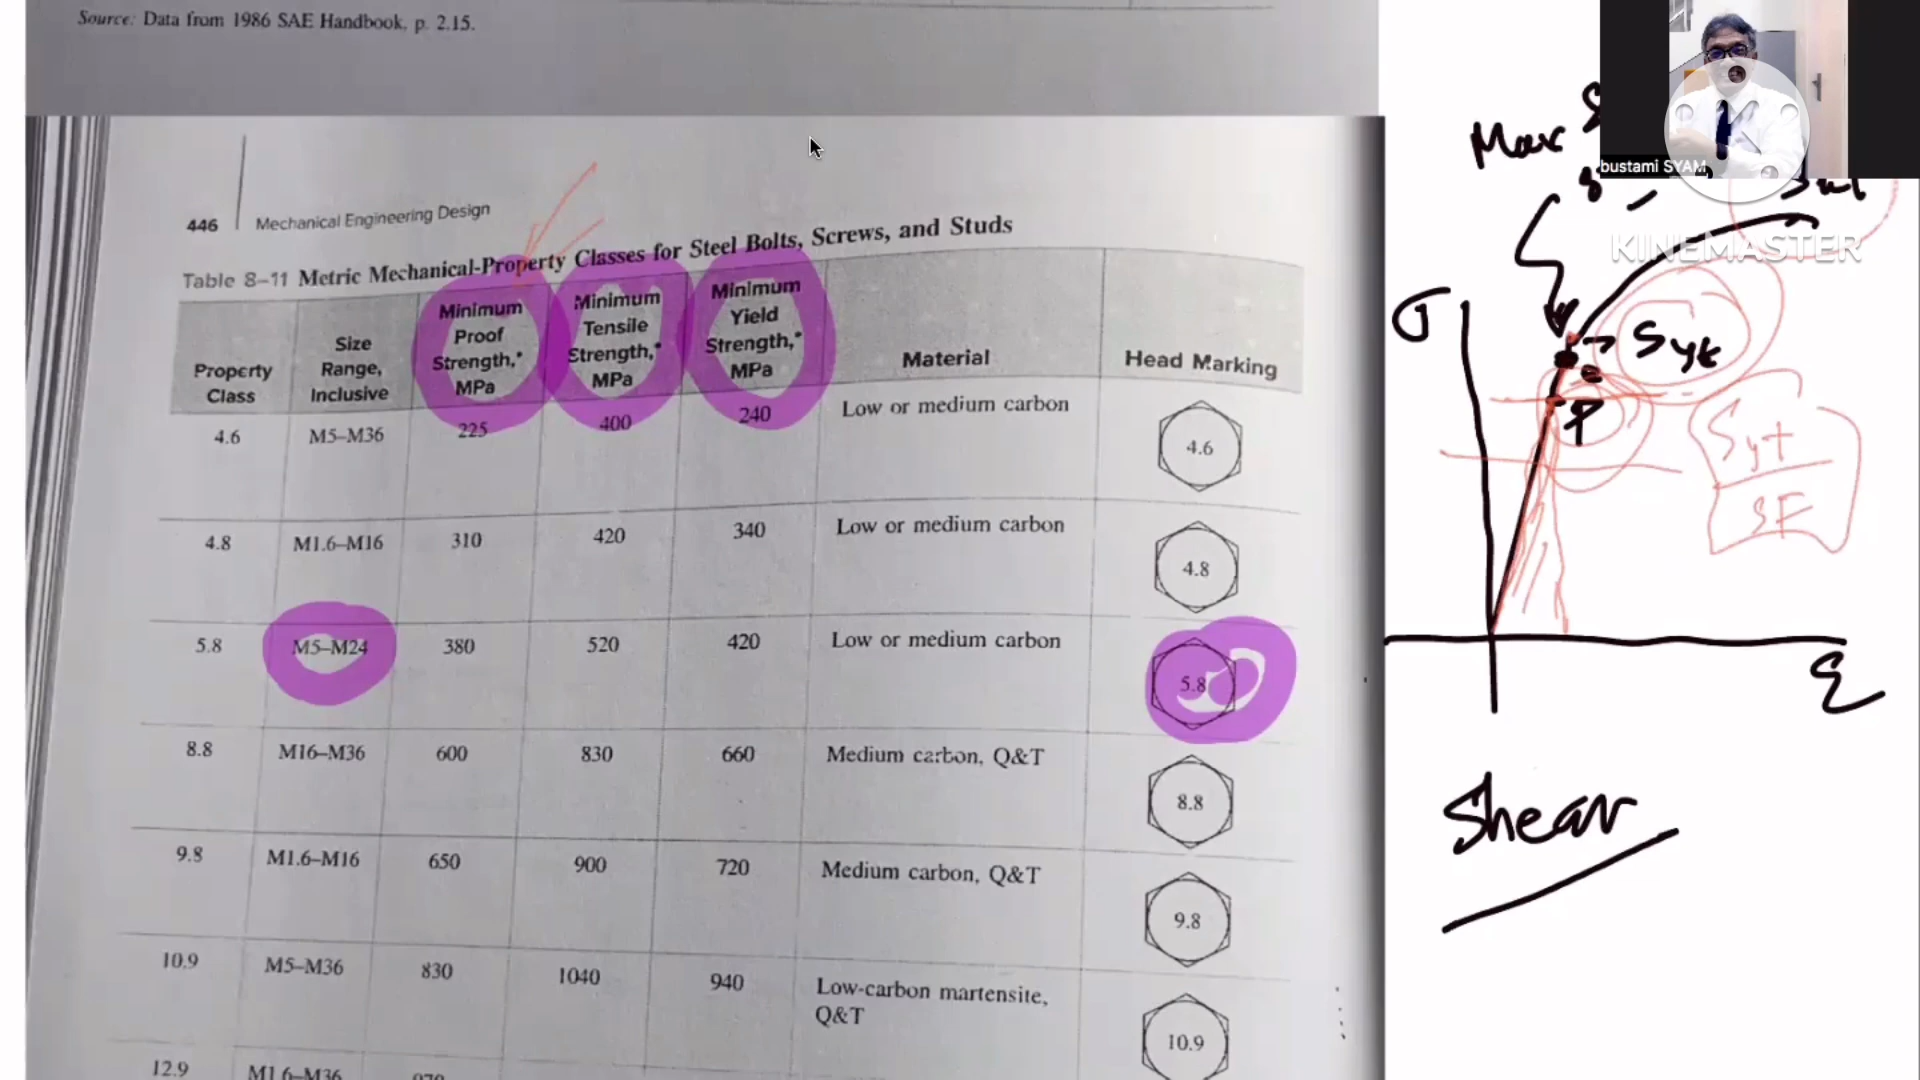 Source: Data from 1986 SAE Handbook, p. 2.15.
446 Mechanical Engineering Design
Table 8–11 Metric Mechanical-Property Classes for Steel Bolts, Screws, and Studs
Property Class
Size Range, Inclusive
Minimum Proof Strength,* MPa
Minimum Tensile Strength,* MPa
Minimum Yield Strength,* MPa
Material
Head Marking
4.6 M5–M36 225 400 240 Low or medium carbon 4.6
4.8 M1.6–M16 310 420 340 Low or medium carbon 4.8
5.8 M5–M24 380 520 420 Low or medium carbon 5.8
8.8 M16–M36 600 830 660 Medium carbon, Q&T 8.8
9.8 M1.6–M16 650 900 720 Medium carbon, Q&T 9.8
10.9 M5–M36 830 1040 940 Low-carbon martensite, Q&T 10.9
12.9 M1.6–M36
bustami SYAM
KINEMASTER
Max
σ
Syt
P
Syt
SF
ε
Shear